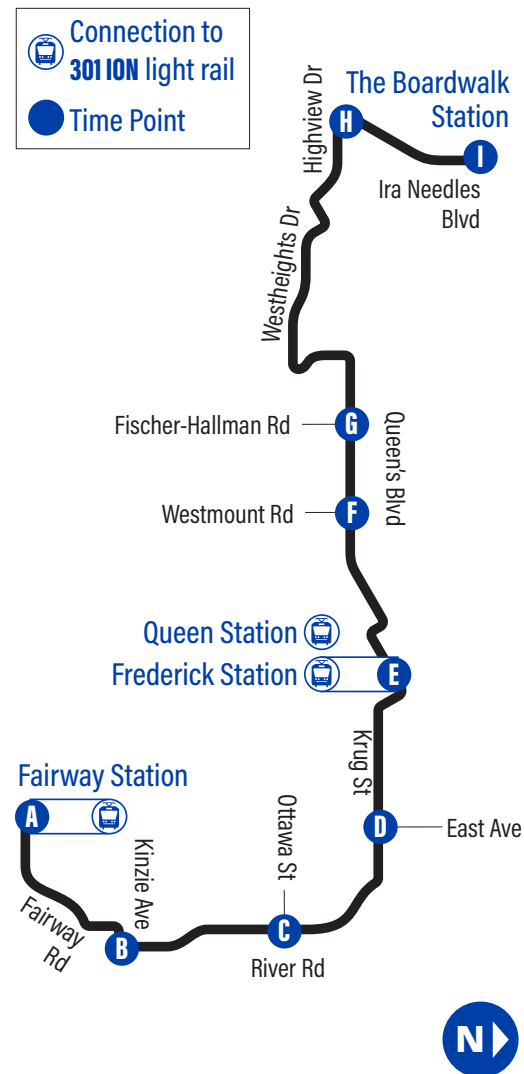 Connection to
301 ION light rail
Time Point
The Boardwalk
Station
H
I
Highview Dr
Ira Needles
Blvd
Westheights Dr
Fischer-Hallman Rd
G
Queen's Blvd
Westmount Rd
F
Queen Station
Frederick Station
E
Krug St
Fairway Station
A
Kinzie Ave
Ottawa St
D
East Ave
Fairway
Rd
B
C
River Rd
N